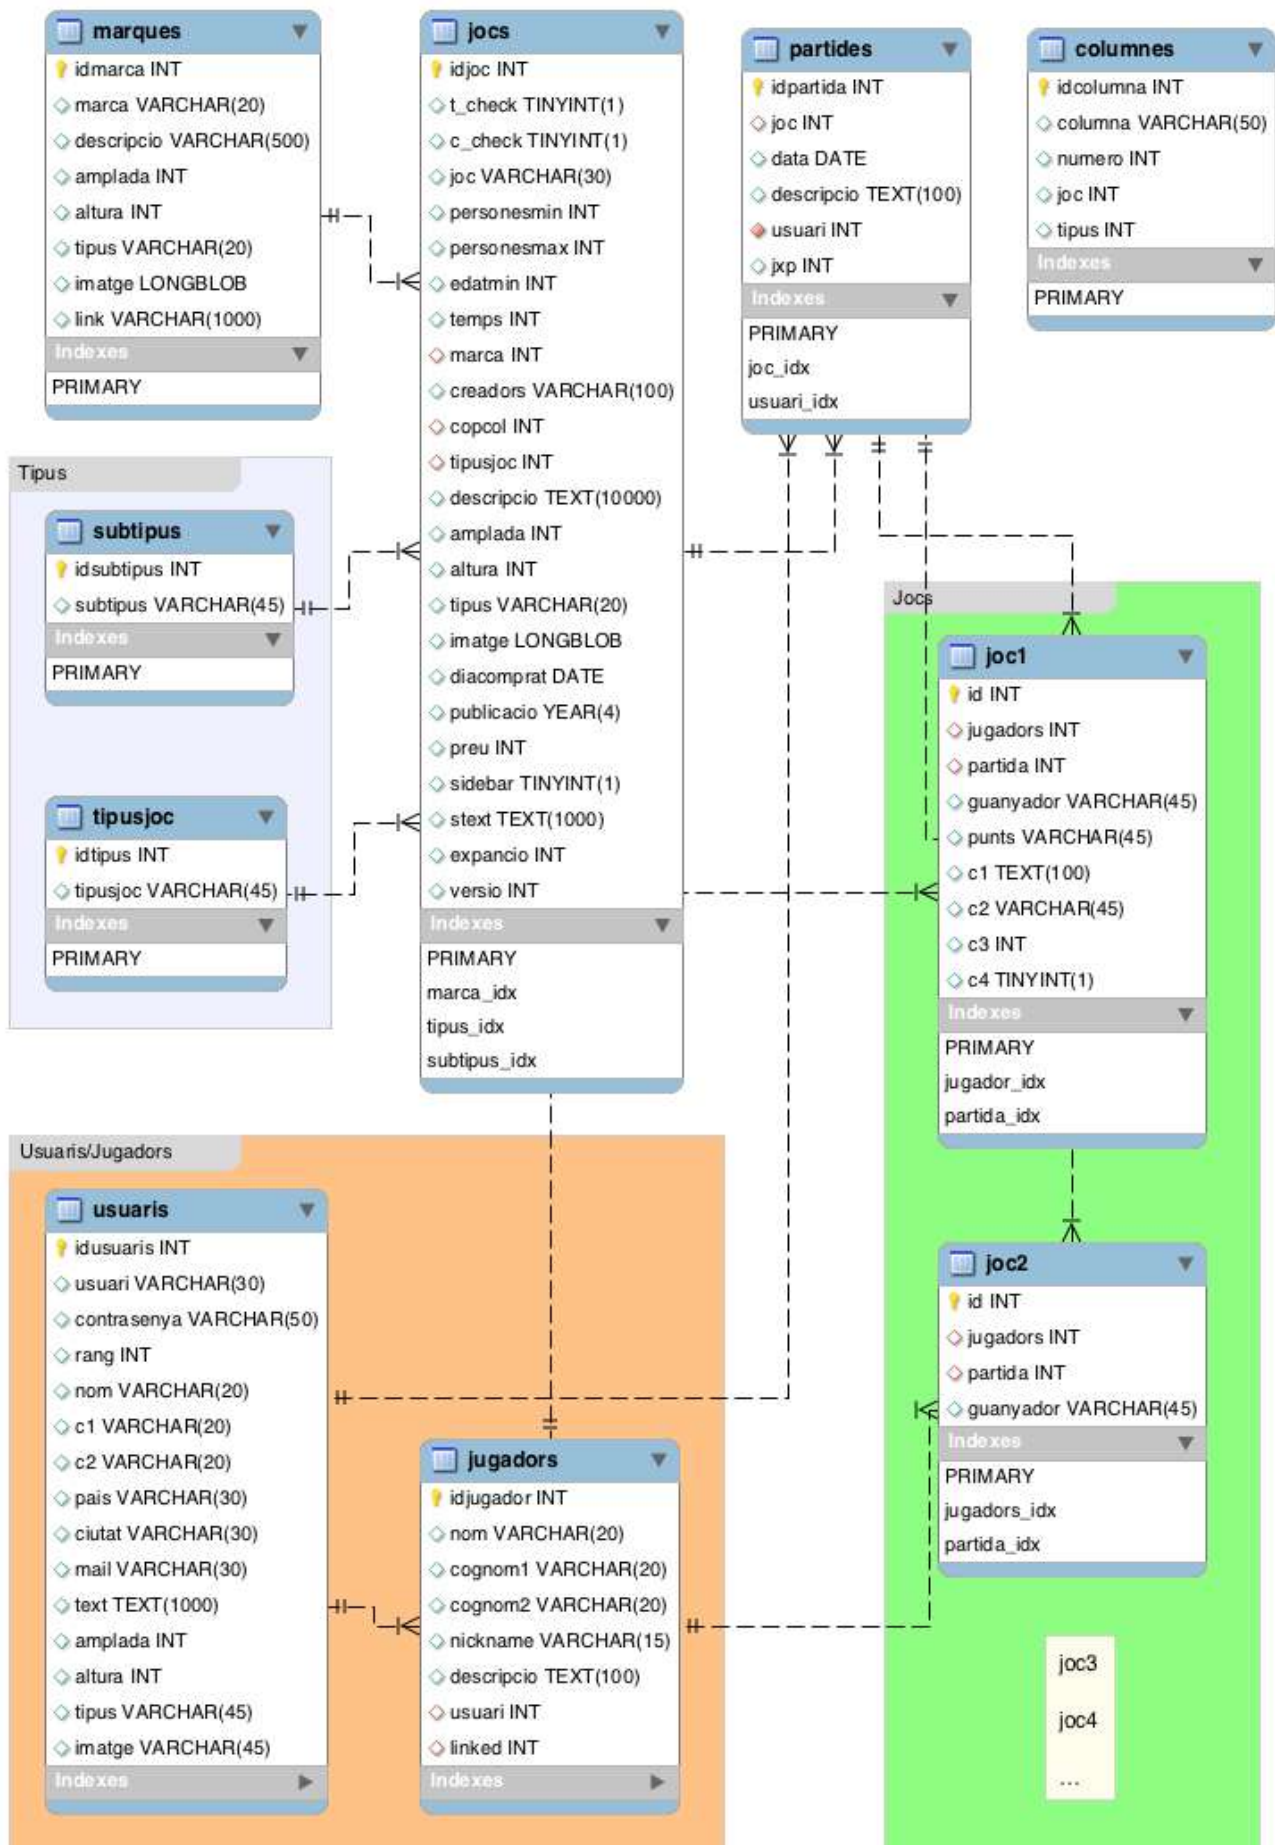 marques
idmarca INT
marca VARCHAR(20)
descripcio VARCHAR(500)
amplada INT
altura INT
tipus VARCHAR(20)
imatge LONGBLOB
link VARCHAR(1000)
Indexes
PRIMARY
jocs
idjoc INT
t_check TINYINT(1)
c_check TINYINT(1)
joc VARCHAR(30)
personesmin INT
personesmax INT
edatmin INT
temps INT
marca INT
creadors VARCHAR(100)
copcol INT
tipusjoc INT
descripcio TEXT(10000)
amplada INT
altura INT
tipus VARCHAR(20)
imatge LONGBLOB
diacomprat DATE
publicacio YEAR(4)
preu INT
sidebar TINYINT(1)
stext TEXT(1000)
expancio INT
versio INT
Indexes
PRIMARY
marca_idx
tipus_idx
subtipus_idx
partides
idpartida INT
joc INT
data DATE
descripcio TEXT(100)
usuari INT
jxp INT
Indexes
PRIMARY
joc_idx
usuari_idx
columnes
idcolumna INT
columna VARCHAR(50)
numero INT
joc INT
tipus INT
Indexes
PRIMARY
Tipus
subtipus
idsubtipus INT
subtipus VARCHAR(45)
Indexes
PRIMARY
tipusjoc
idtipus INT
tipusjoc VARCHAR(45)
Indexes
PRIMARY
Jocs
joc1
id INT
jugadors INT
partida INT
guanyador VARCHAR(45)
punts VARCHAR(45)
c1 TEXT(100)
c2 VARCHAR(45)
c3 INT
c4 TINYINT(1)
Indexes
PRIMARY
jugador_idx
partida_idx
joc2
id INT
jugadors INT
partida INT
guanyador VARCHAR(45)
Indexes
PRIMARY
jugadors_idx
partida_idx
joc3
joc4
...
Usuaris/Jugadors
usuaris
idusuaris INT
usuari VARCHAR(30)
contrasenya VARCHAR(50)
rang INT
nom VARCHAR(20)
c1 VARCHAR(20)
c2 VARCHAR(20)
pais VARCHAR(30)
ciutat VARCHAR(30)
mail VARCHAR(30)
text TEXT(1000)
amplada INT
altura INT
tipus VARCHAR(45)
imatge VARCHAR(45)
Indexes
jugadors
idjugador INT
nom VARCHAR(20)
cognom1 VARCHAR(20)
cognom2 VARCHAR(20)
nickname VARCHAR(15)
descripcio TEXT(100)
usuari INT
linked INT
Indexes